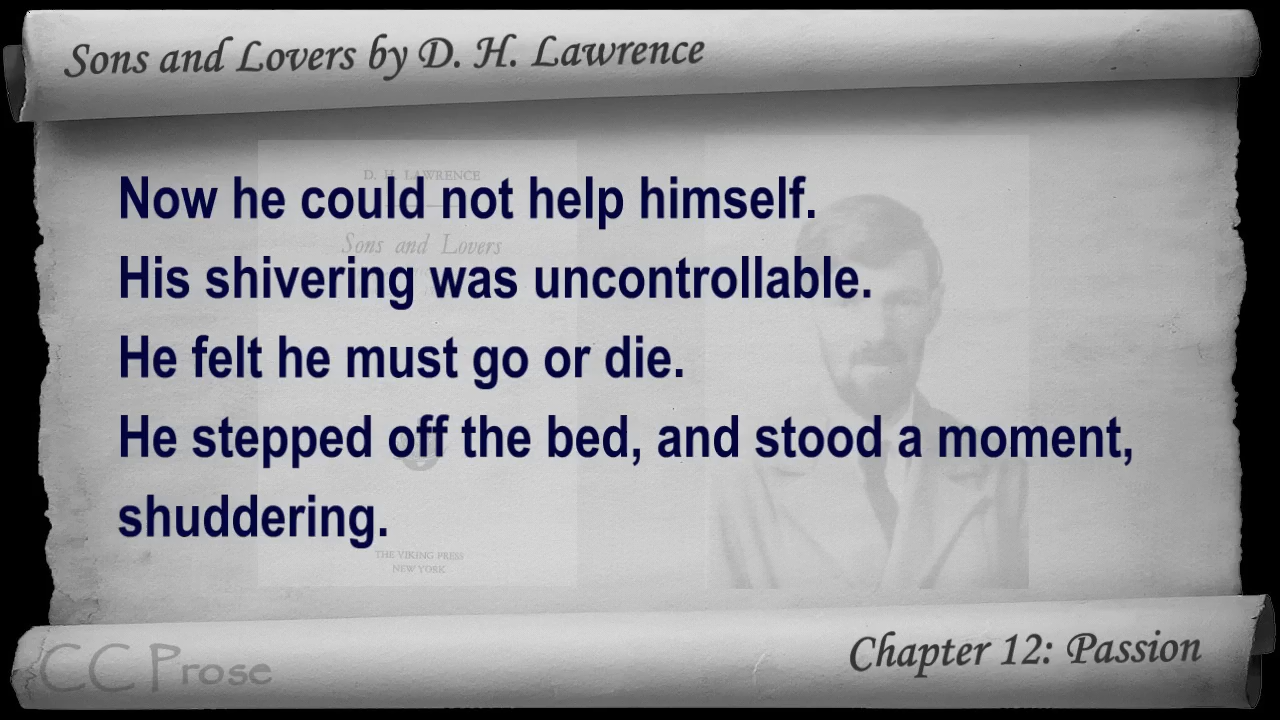 Sons and Lovers by D. H. Lawrence
D. H. LAWRENCE
Now he could not help himself.
Sons and Lovers
His shivering was uncontrollable.
He felt he must go or die.
He stepped off the bed, and stood a moment,
shuddering.
THE VIKING PRESS
NEW YORK
CC Prose
Chapter 12: Passion